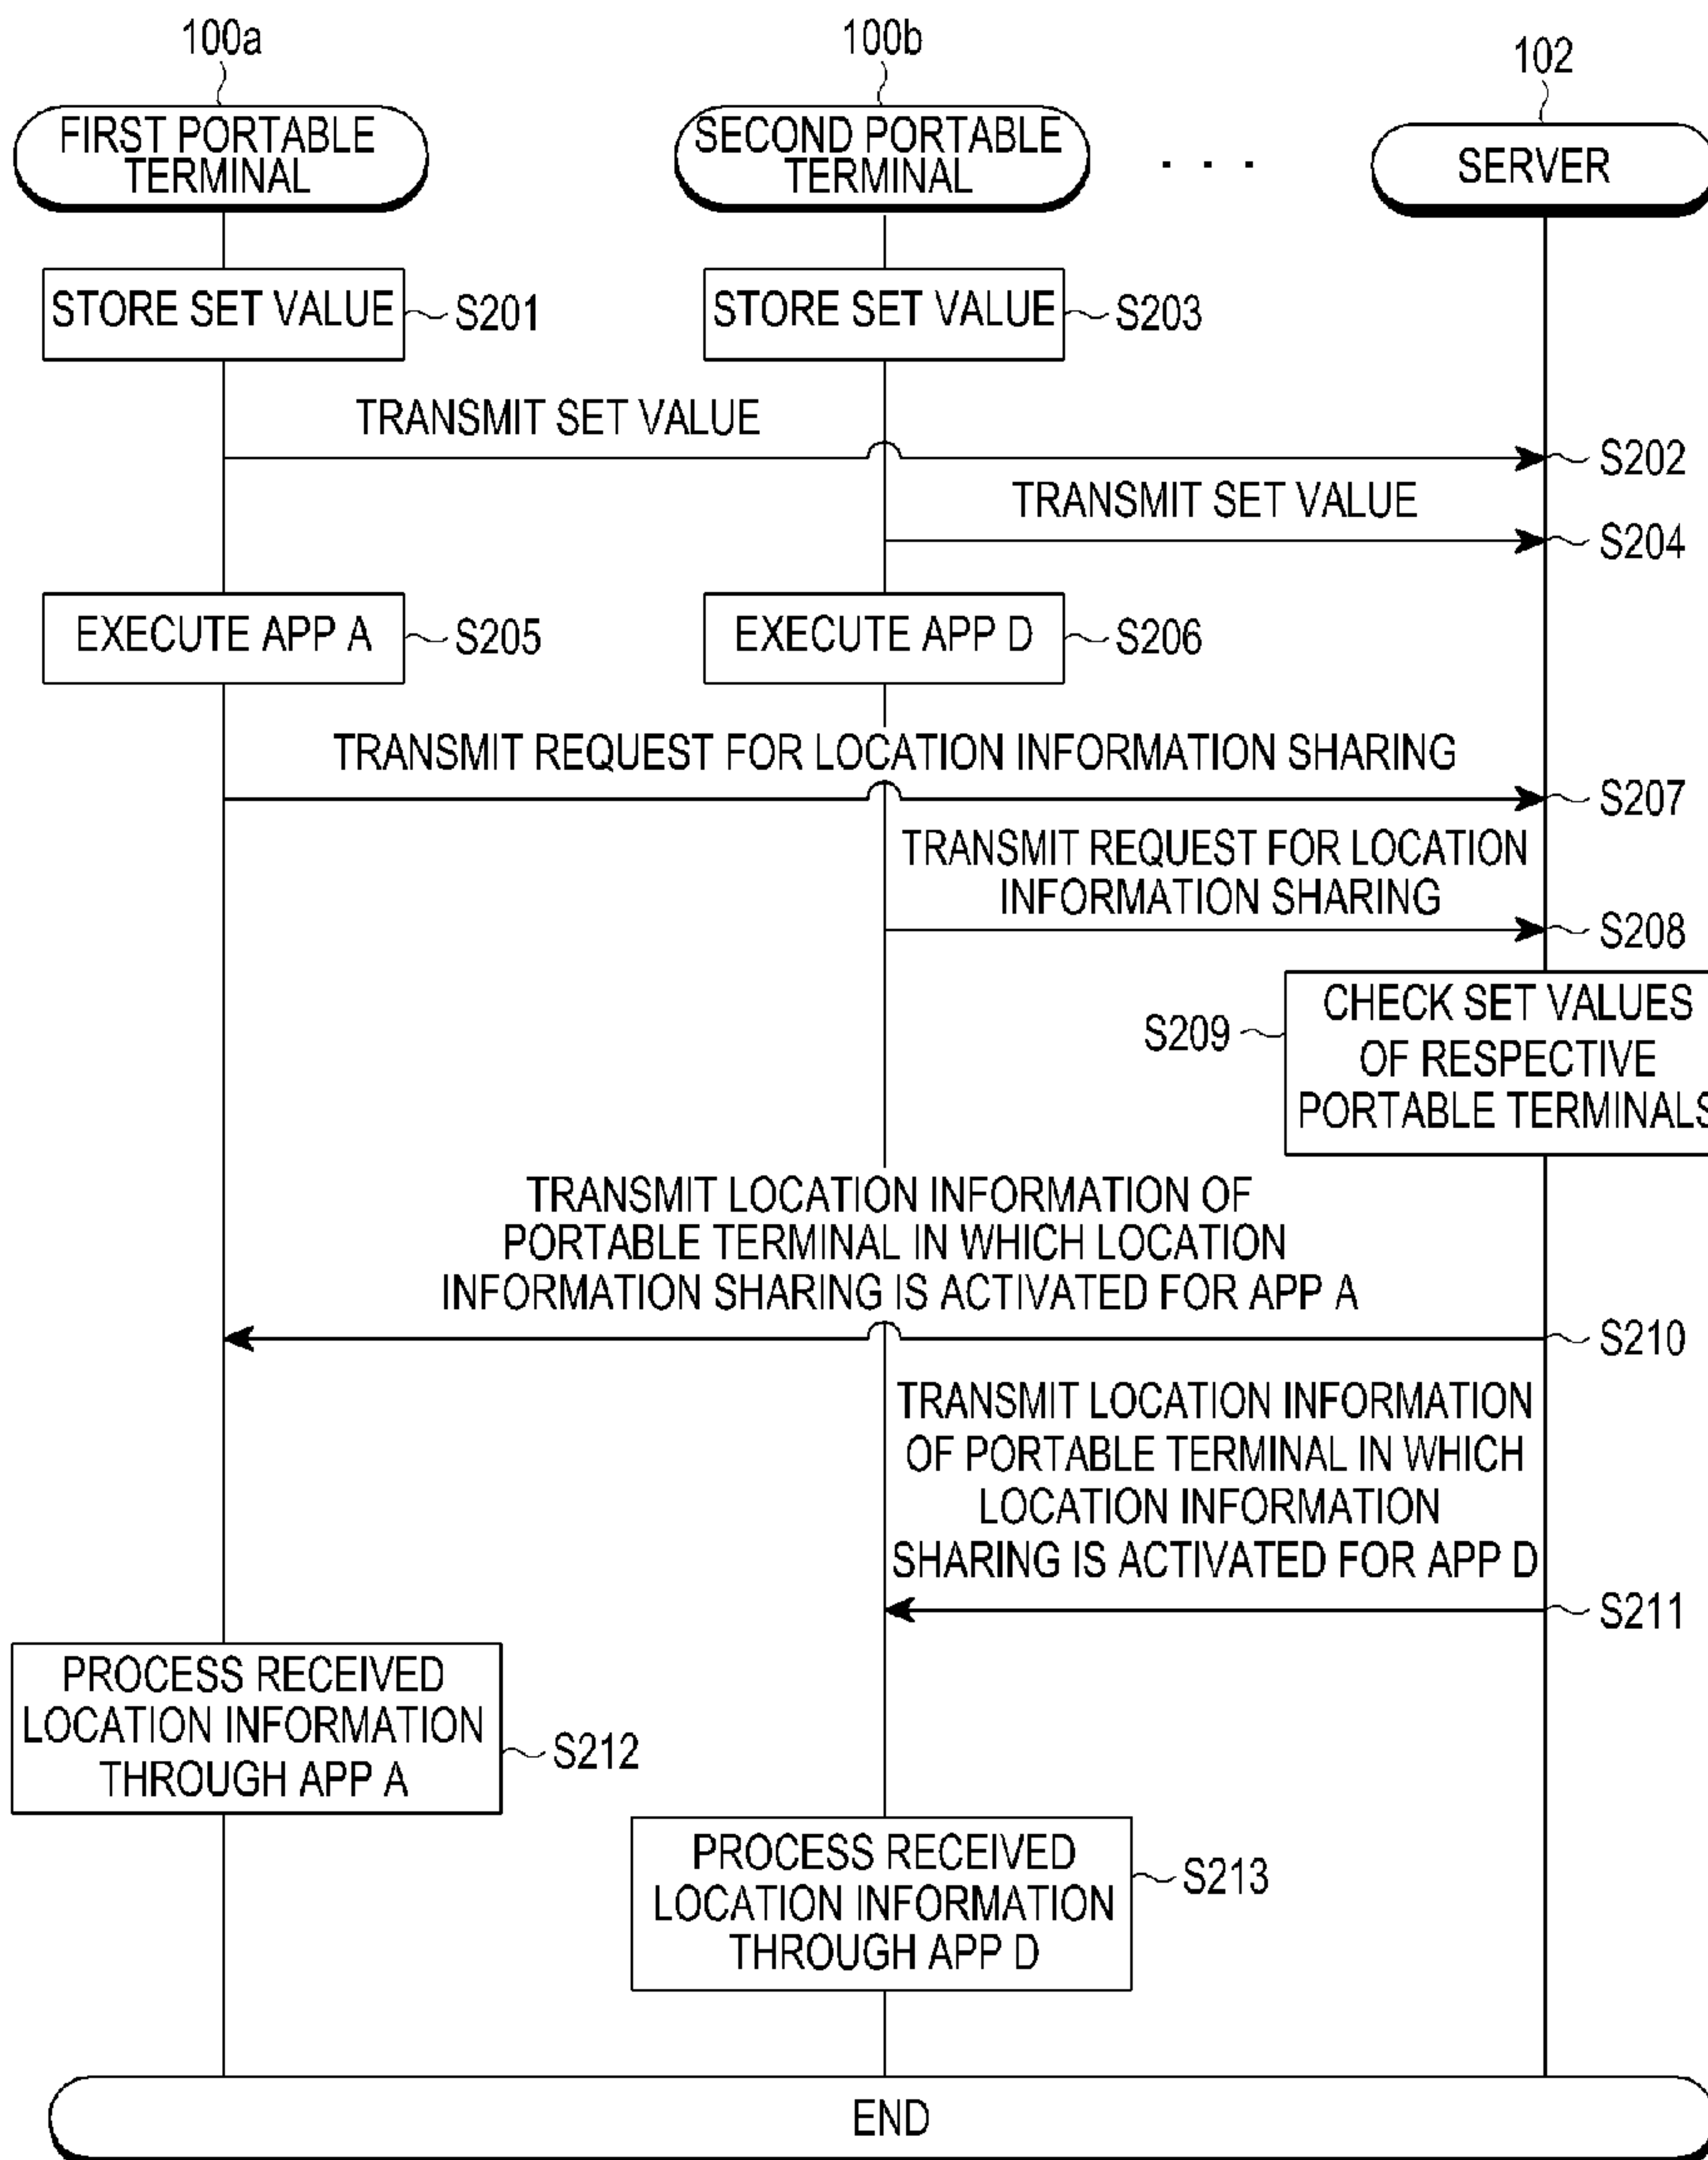 100a
100b
102
FIRST PORTABLE
TERMINAL
SECOND PORTABLE
TERMINAL
. . .
SERVER
STORE SET VALUE
S201
STORE SET VALUE
S203
TRANSMIT SET VALUE
S202
TRANSMIT SET VALUE
S204
EXECUTE APP A
S205
EXECUTE APP D
S206
TRANSMIT REQUEST FOR LOCATION INFORMATION SHARING
S207
TRANSMIT REQUEST FOR LOCATION
INFORMATION SHARING
S208
S209
CHECK SET VALUES
OF RESPECTIVE
PORTABLE TERMINALS
TRANSMIT LOCATION INFORMATION OF
PORTABLE TERMINAL IN WHICH LOCATION
INFORMATION SHARING IS ACTIVATED FOR APP A
S210
TRANSMIT LOCATION INFORMATION
OF PORTABLE TERMINAL IN WHICH
LOCATION INFORMATION
SHARING IS ACTIVATED FOR APP D
S211
PROCESS RECEIVED
LOCATION INFORMATION
THROUGH APP A
S212
PROCESS RECEIVED
LOCATION INFORMATION
THROUGH APP D
S213
END